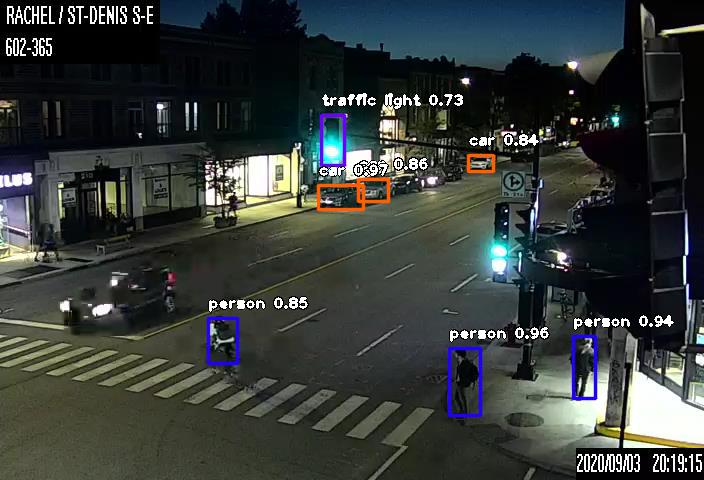 RACHEL / ST-DENIS S-E
602-365
traffic light 0.73
car 0.84
car 0.97
0.86
person 0.85
person 0.96
person 0.94
2020/09/03 20:19:15